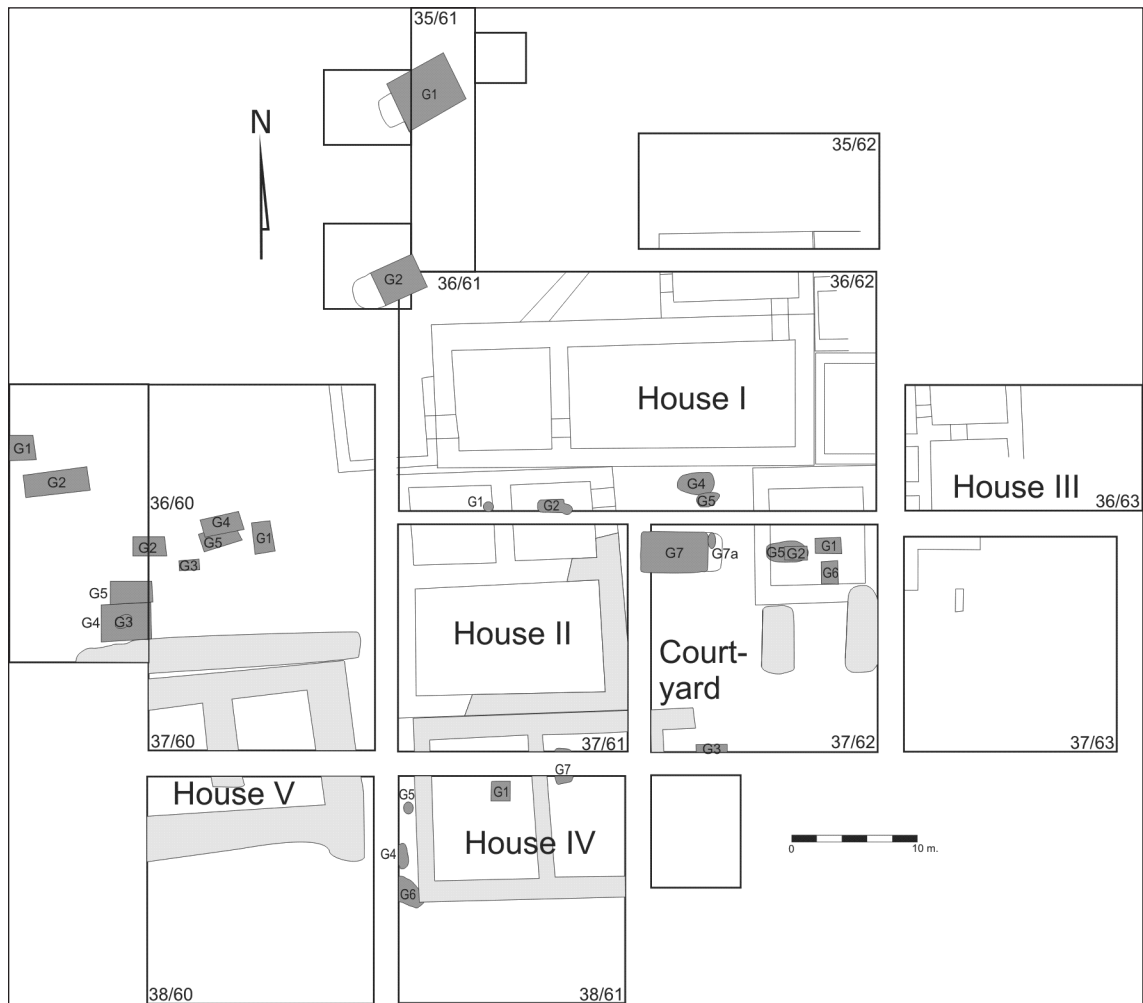 35/61
G1
N
35/62
G2
36/61
36/62
House I
G1
G2
36/60
G4
G5
G1
G2
G3
G5
G4
G3
G1
G2
G4
G5
House III
36/63
House II
G7
G7a
G5
G2
G1
G6
Court-
yard
G3
37/60
37/61
37/62
37/63
G7
House V
G5
G1
House IV
G4
G6
0
10 m.
38/60
38/61